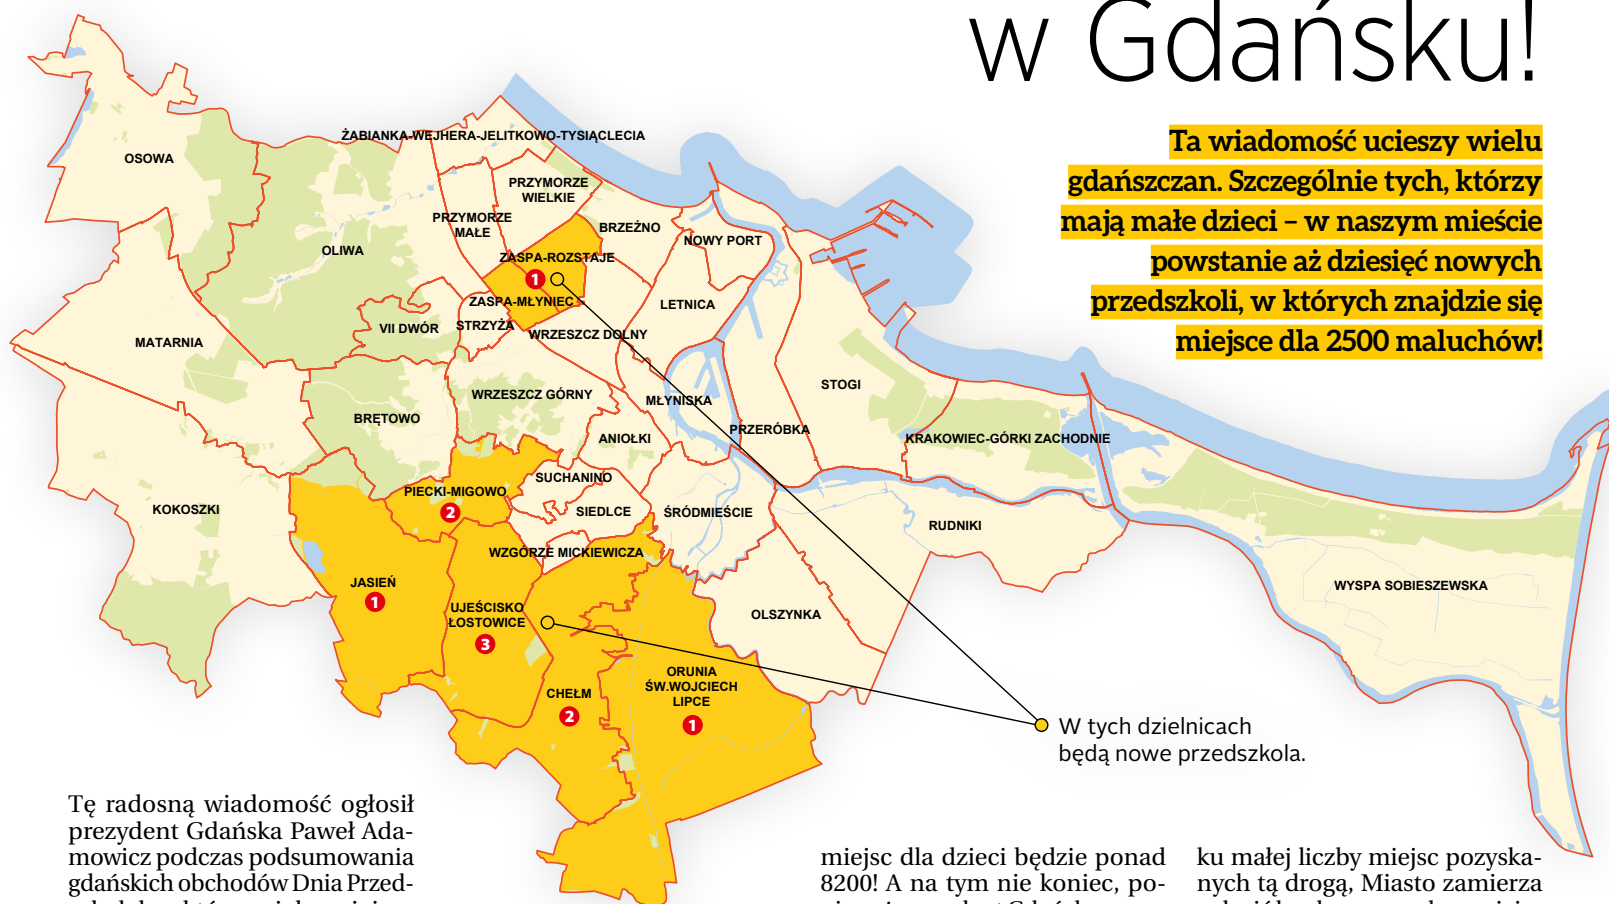 w Gdańsku!
Ta wiadomość ucieszy wielu
gdańszczan. Szczególnie tych, którzy
mają małe dzieci – w naszym mieście
powstanie aż dziesięć nowych
przedszkoli, w których znajdzie się
miejsce dla 2500 maluchów!
ŻABIANKA-WEJHERA-JELITKOWO-TYSIĄCLECIA
OSOWA
PRZYMORZE
WIELKIE
PRZYMORZE
MAŁE
BRZEŹNO
NOWY PORT
OLIWA
ZASPA-ROZSTAJE
1
ZASPA-MŁYNIEC
LETNICA
VII DWÓR
STRZYŻA
WRZESZCZ DOLNY
MATARNIA
STOGI
WRZESZCZ GÓRNY
MŁYNISKA
BRĘTOWO
PRZERÓBKA
ANIOŁKI
KRAKOWIEC-GÓRKI ZACHODNIE
SUCHANINO
PIECKI-MIGOWO
2
KOKOSZKI
SIEDLCE
ŚRÓDMIEŚCIE
RUDNIKI
WZGÓRZE MICKIEWICZA
JASIEŃ
1
WYSPA SOBIESZEWSKA
UJEŚCISKO
ŁOSTOWICE
3
OLSZYNKA
ORUNIA
ŚW.WOJCIECH
LIPCE
1
CHEŁM
2
W tych dzielnicach
będą nowe przedszkola.
Tę radosną wiadomość ogłosił
prezydent Gdańska Paweł Ada-
mowicz podczas podsumowania
gdańskich obchodów Dnia Przed-
miejsc dla dzieci będzie ponad
8200! A na tym nie koniec, po-
ku małej liczby miejsc pozyska-
nych tą drogą, Miasto zamierza